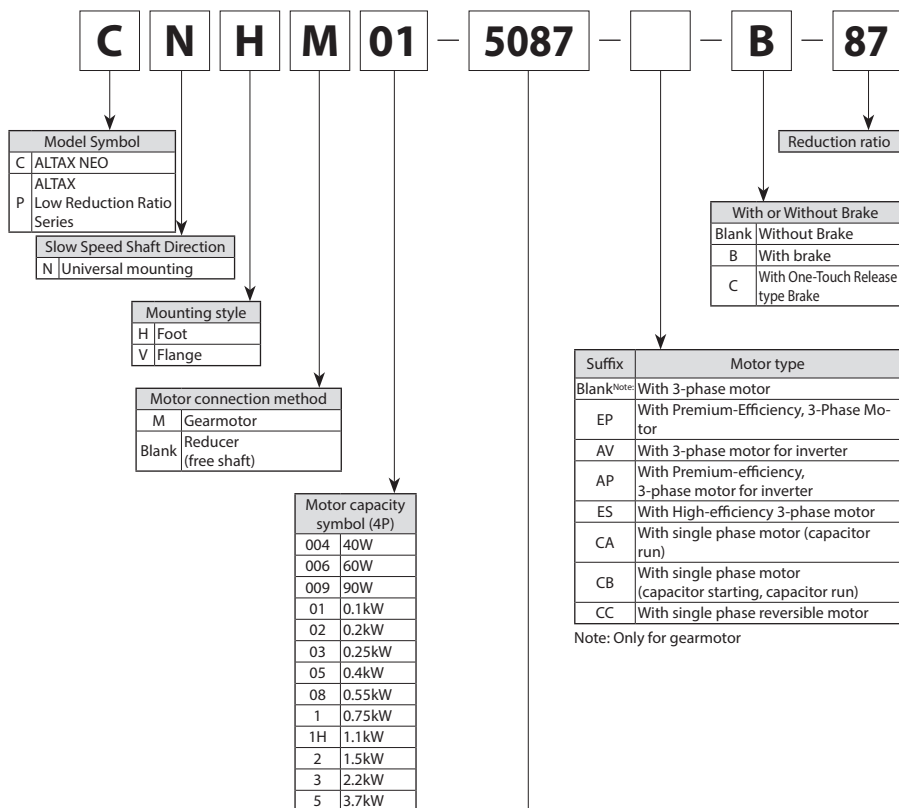 C N H M 01 — 5087 — — B — 87
Model Symbol
C ALTAX NEO
P ALTAX
Low Reduction Ratio
Series
Slow Speed Shaft Direction
N Universal mounting
Mounting style
H Foot
V Flange
Motor connection method
M Gearmotor
Blank Reducer
(free shaft)
Motor capacity
symbol (4P)
004 40W
006 60W
009 90W
01 0.1kW
02 0.2kW
03 0.25kW
05 0.4kW
08 0.55kW
1 0.75kW
1H 1.1kW
2 1.5kW
3 2.2kW
5 3.7kW
Reduction ratio
With or Without Brake
Blank Without Brake
B With brake
C With One-Touch Release
type Brake
Suffix Motor type
Blank Note: With 3-phase motor
EP With Premium-Efficiency, 3-Phase Mo-
tor
AV With 3-phase motor for inverter
AP With Premium-efficiency,
3-phase motor for inverter
ES With High-efficiency 3-phase motor
CA With single phase motor (capacitor
run)
CB With single phase motor
(capacitor starting, capacitor run)
CC With single phase reversible motor
Note: Only for gearmotor